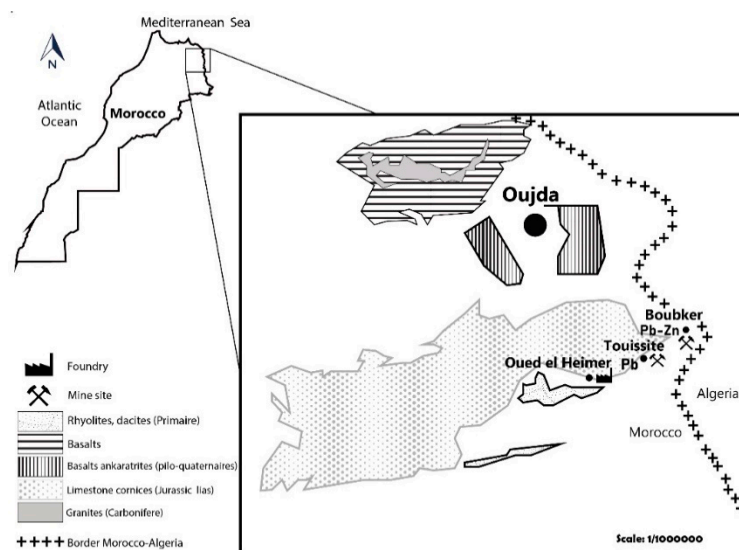 Mediterranean Sea
N
Atlantic
Ocean
Morocco
Oujda
Boubker
Pb-Zn
Touissite
Pb
Oued el Heimer
Algeria
Morocco
Foundry
Mine site
Rhyolites, dacites (Primaire)
Basalts
Basalts ankaratrites (pilo-quaternaires)
Limestone cornices (Jurassic lias)
Granites (Carbonifere)
Border Morocco-Algeria
Scale: 1/1000000